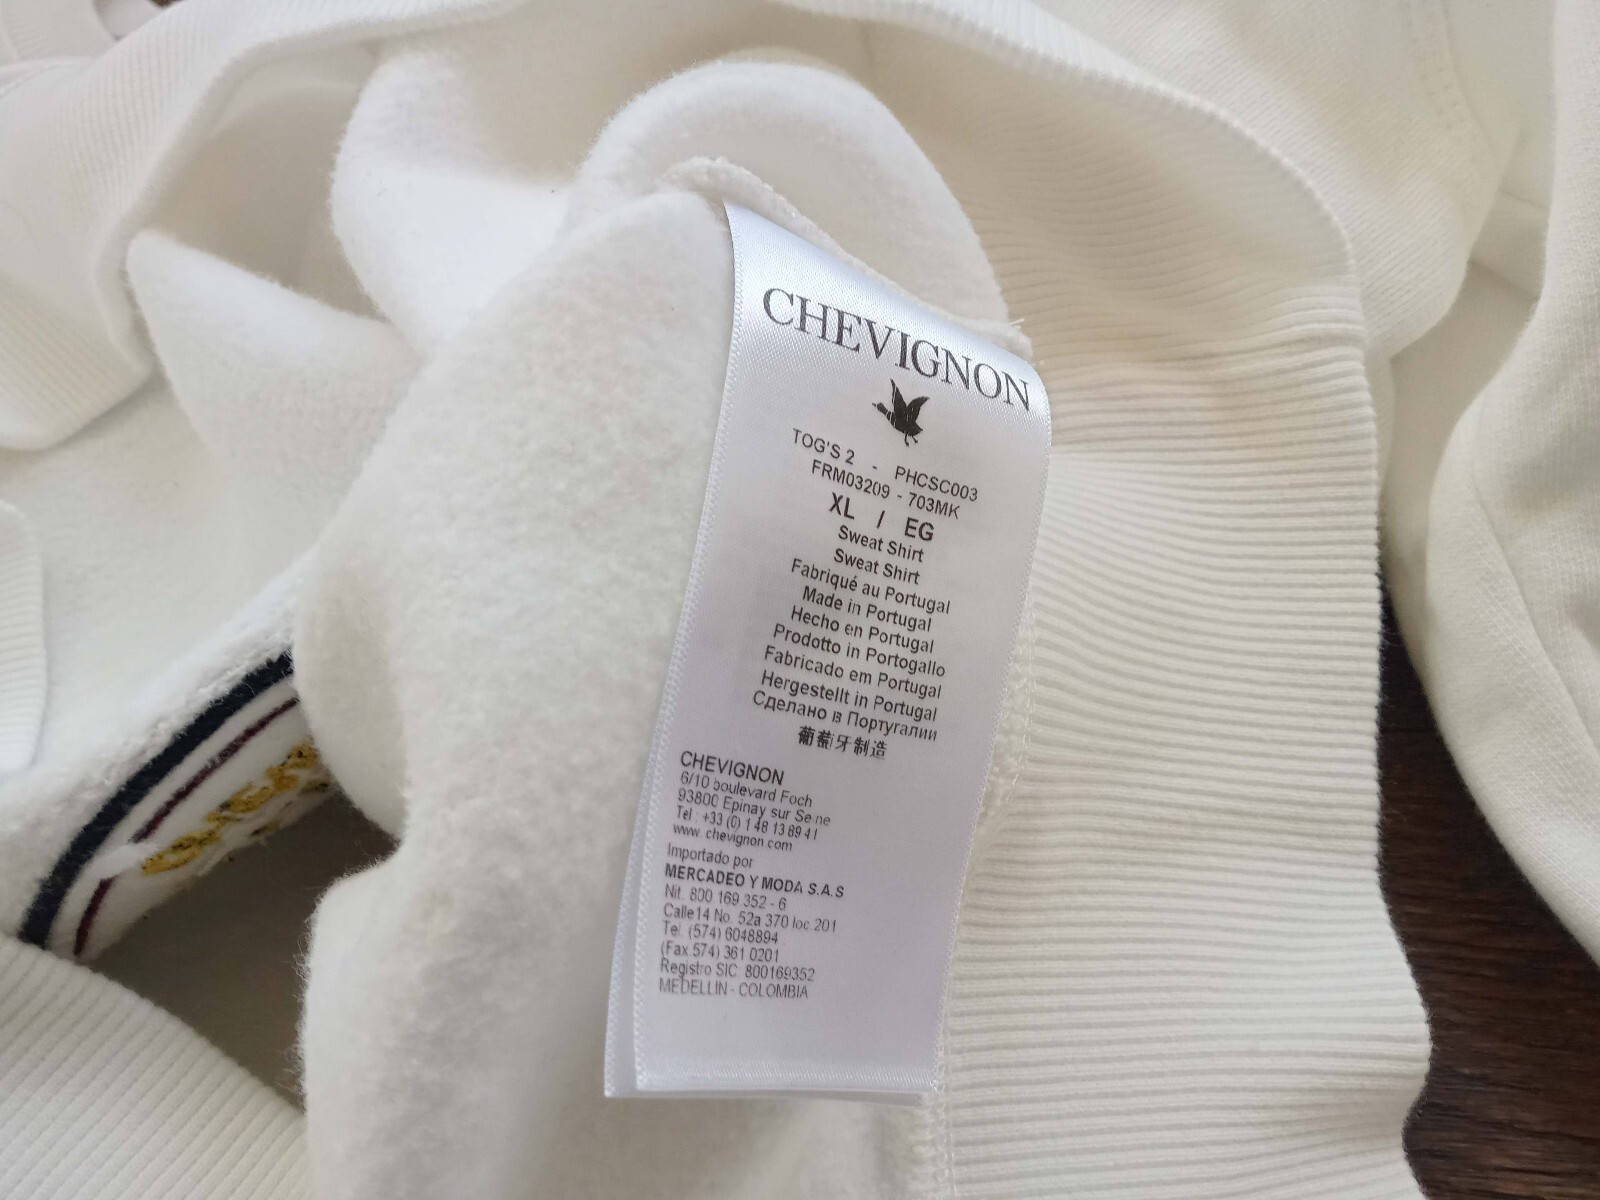 CHEVIGNON
TOG'S 2 - PHCSC003
FRM03209 - 703MK
XL / EG
Sweat Shirt
Sweat Shirt
Fabriqué au Portugal
Made in Portugal
Hecho en Portugal
Prodotto in Portogallo
Fabricado em Portugal
Hergestellt in Portugal
Сделано в Португалии
葡萄牙制造
CHEVIGNON
6/10 boulevard Foch
93800 Epinay sur Seine
Tel : +33 (0) 1 48 13 89 41
www. chevignon.com
Importado por
MERCADEO Y MODA S.A.S
Nit. 800 169 352 - 6
Calle14 No. 52a 370 loc 201
Tel. (574) 6048894
(Fax.574) 361 0201
Registro SIC. 800169352
MEDELLIN - COLOMBIA